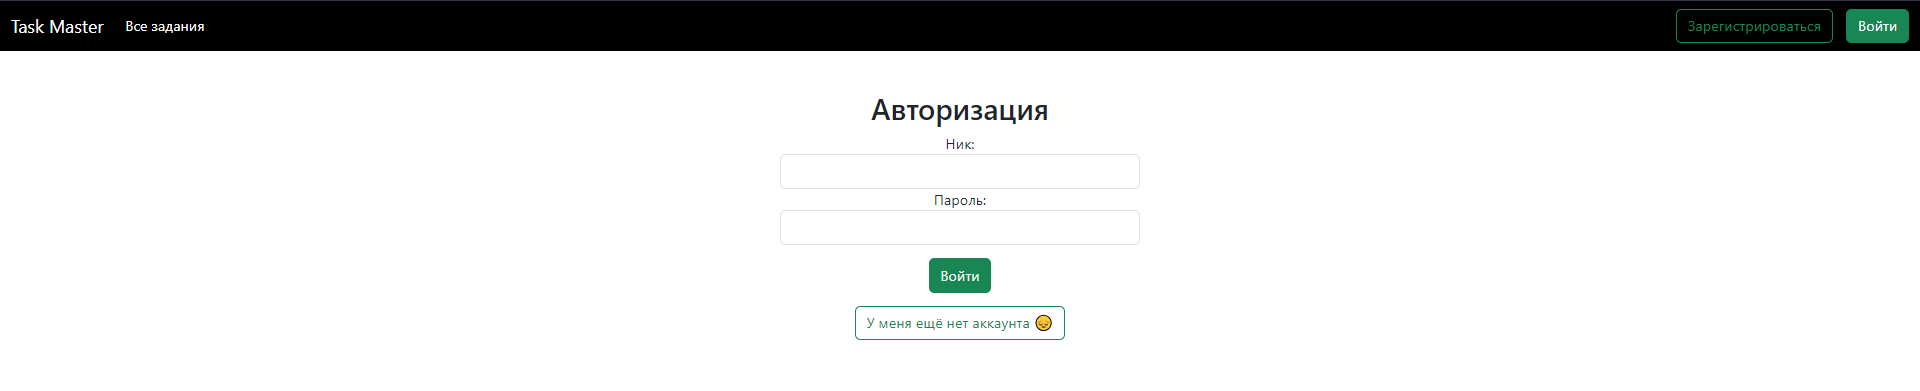 Task Master Все задания Зарегистрироваться Войти
Авторизация
Ник:
Пароль:
Войти
У меня ещё нет аккаунта 😔